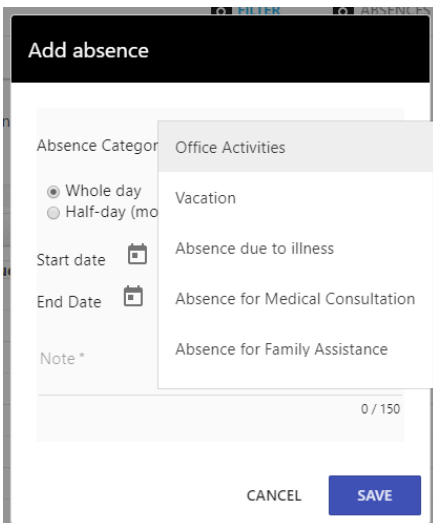 FILTER ABSENCES
Add absence
Absence Categor
Office Activities
Vacation
Absence due to illness
Absence for Medical Consultation
Absence for Family Assistance
Whole day
Half-day (mo
Start date
End Date
Note *
0 / 150
CANCEL SAVE